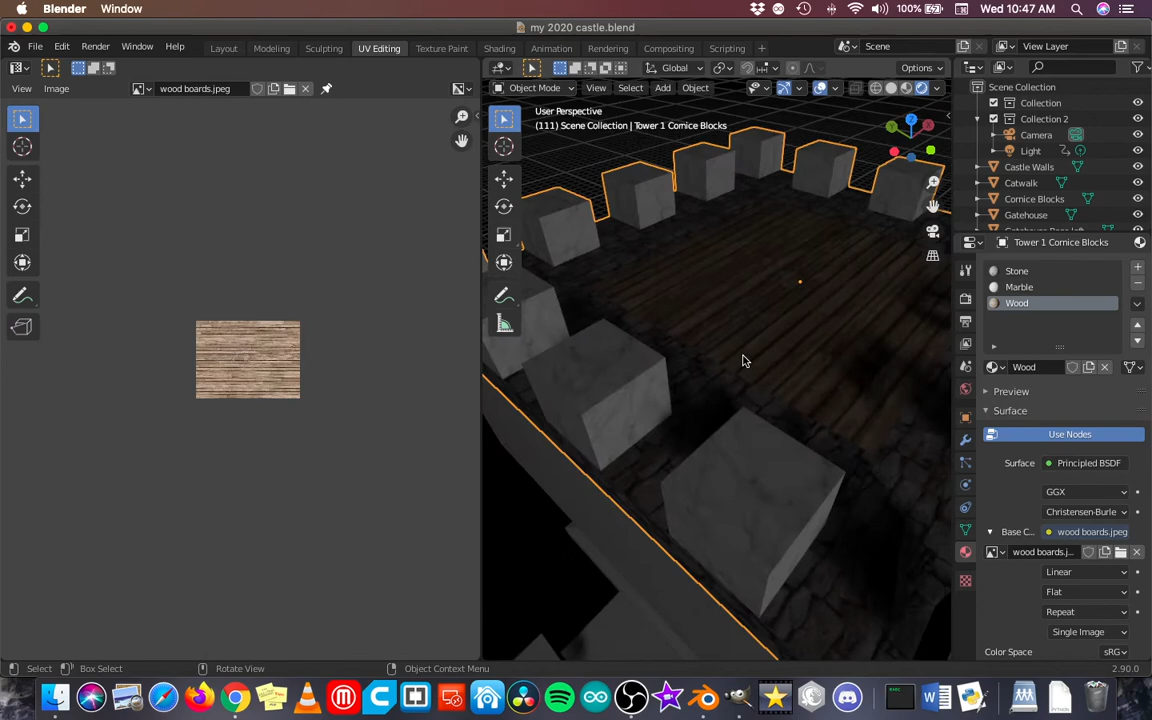 Blender Window 100% Wed 10:47 AM
my 2020 castle.blend
File Edit Render Window Help Layout Modeling Sculpting UV Editing Texture Paint Shading Animation Rendering Compositing Scripting + Scene View Layer
Global Options
View Image wood boards.jpeg Object Mode View Select Add Object
Scene Collection
User Perspective
Collection
(111) Scene Collection | Tower 1 Cornice Blocks
Collection 2
Camera
Light
Castle Walls
Catwalk
Cornice Blocks
Gatehouse
Tower 1 Cornice Blocks
Stone
Marble
Wood
Wood
Preview
Surface
Use Nodes
Surface Principled BSDF
GGX
Christensen-Burle
Base C... wood boards.jpeg
wood boards.j...
Linear
Flat
Repeat
Single Image
Color Space sRG
Select Box Select Rotate View Object Context Menu 2.90.0